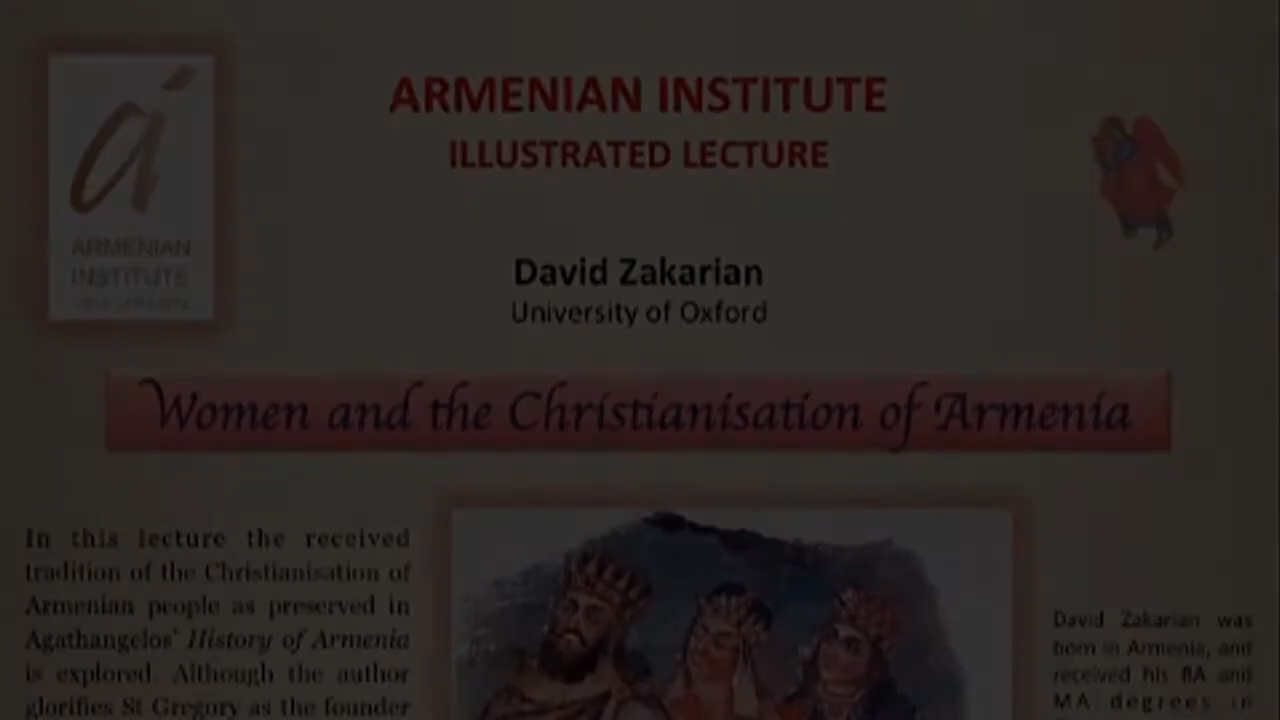 ARMENIAN
INSTITUTE
ARMENIAN INSTITUTE
ILLUSTRATED LECTURE
David Zakarian
University of Oxford
Women and the Christianisation of Armenia
In this lecture the received
tradition of the Christianisation of
Armenian people as preserved in
Agathangelos' History of Armenia
is explored. Although the author
glorifies St Gregory as the founder
David Zakarian was
born in Armenia, and
received his BA and
MA degrees in